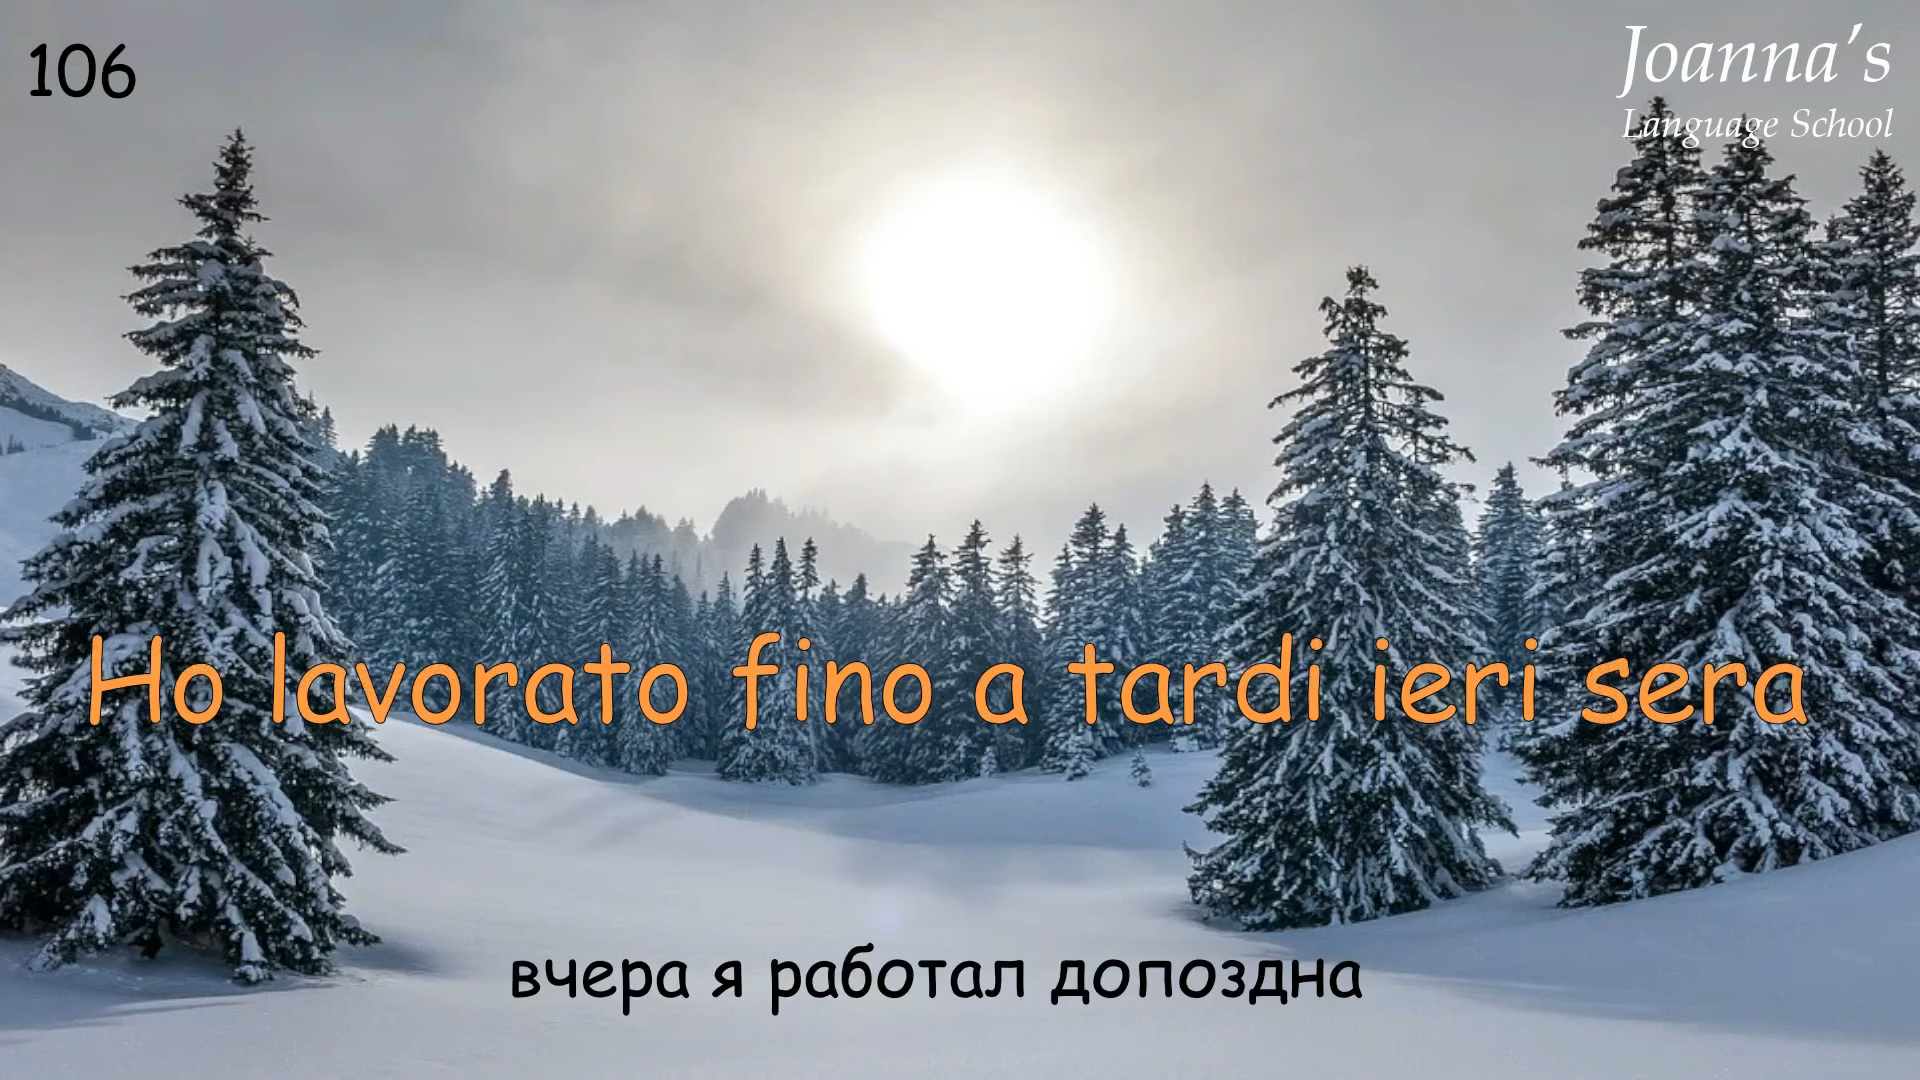 106
Joanna's
Language School
Ho lavorato fino a tardi ieri sera
вчера я работал допоздна